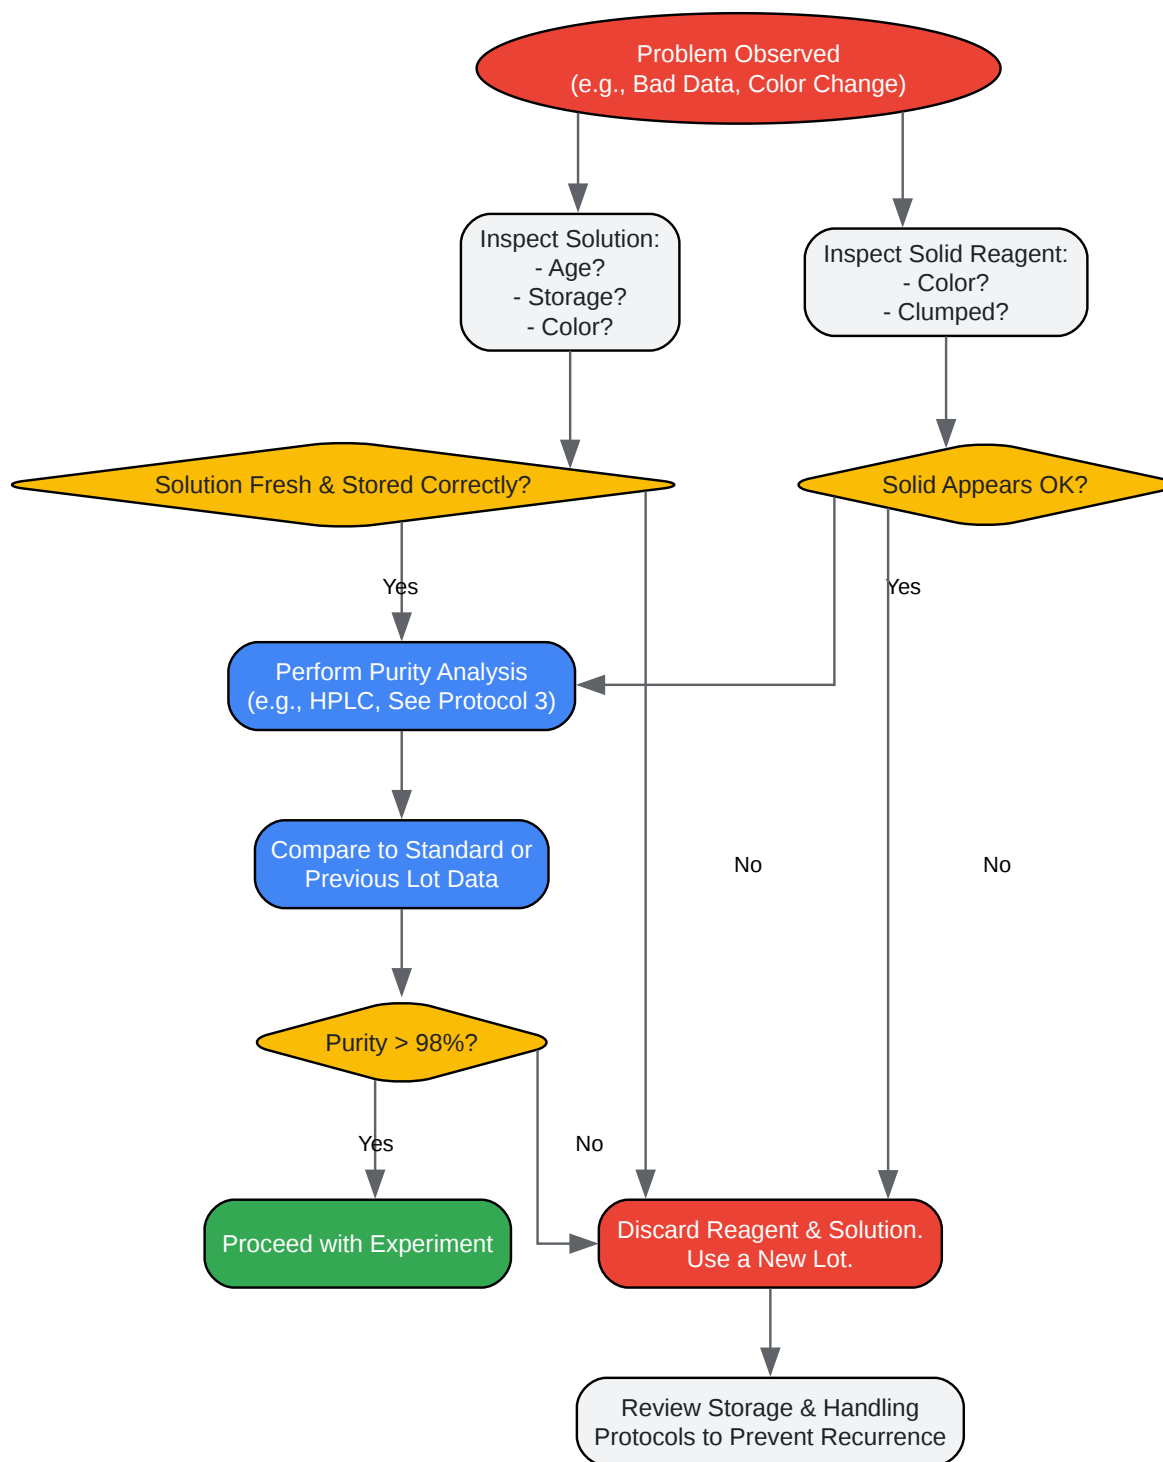 Problem Observed
(e.g., Bad Data, Color Change)
Inspect Solution:
- Age?
- Storage?
- Color?
Inspect Solid Reagent:
- Color?
- Clumped?
Solution Fresh & Stored Correctly?
Solid Appears OK?
Yes
Yes
Perform Purity Analysis
(e.g., HPLC, See Protocol 3)
Compare to Standard or
Previous Lot Data
No
No
Purity > 98%?
Yes
No
Proceed with Experiment
Discard Reagent & Solution.
Use a New Lot.
Review Storage & Handling
Protocols to Prevent Recurrence